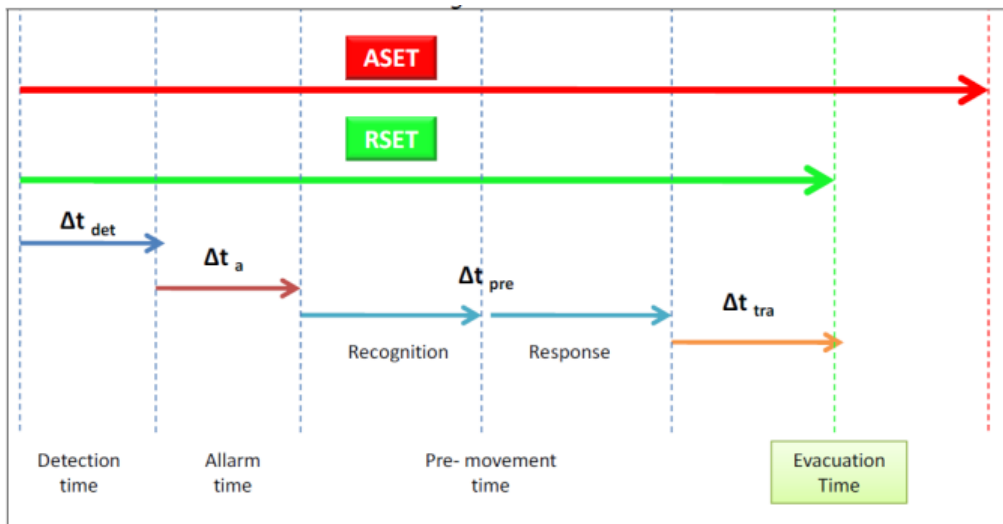 ASET
RSET
Δt det
Δt a
Δt pre
Δt tra
Recognition
Response
Detection
time
Allarm
time
Pre- movement
time
Evacuation
Time